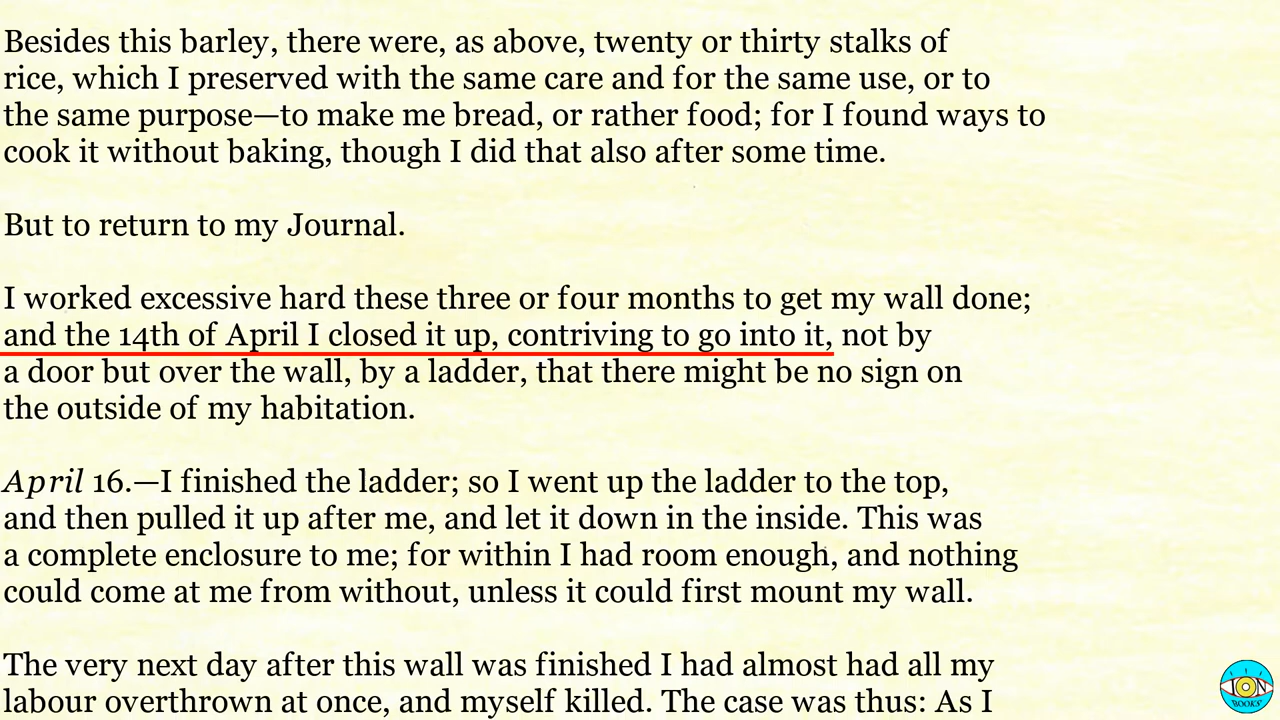 Besides this barley, there were, as above, twenty or thirty stalks of
rice, which I preserved with the same care and for the same use, or to
the same purpose—to make me bread, or rather food; for I found ways to
cook it without baking, though I did that also after some time.
But to return to my Journal.
I worked excessive hard these three or four months to get my wall done;
and the 14th of April I closed it up, contriving to go into it, not by
a door but over the wall, by a ladder, that there might be no sign on
the outside of my habitation.
April 16.—I finished the ladder; so I went up the ladder to the top,
and then pulled it up after me, and let it down in the inside. This was
a complete enclosure to me; for within I had room enough, and nothing
could come at me from without, unless it could first mount my wall.
The very next day after this wall was finished I had almost had all my
labour overthrown at once, and myself killed. The case was thus: As I
ION
BOOKS